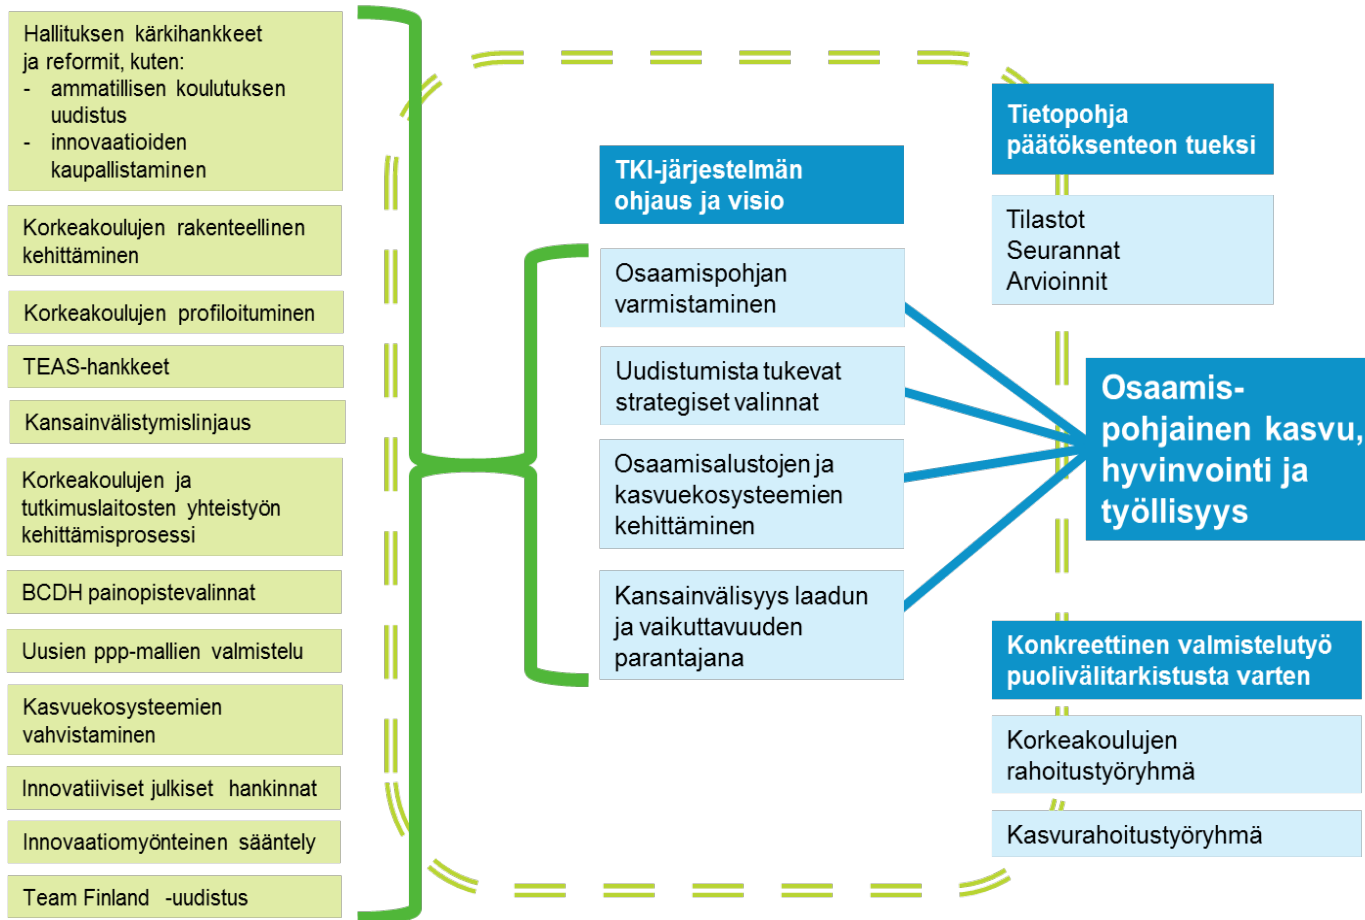 Hallituksen kärkihankkeet
ja reformit, kuten:
- ammatillisen koulutuksen
uudistus
- innovaatioiden
kaupallistaminen
Korkeakoulujen rakenteellinen
kehittäminen
Korkeakoulujen profiloituminen
TEAS-hankkeet
Kansainvälistymislinjaus
Korkeakoulujen ja
tutkimuslaitosten yhteistyön
kehittämisprosessi
BCDH painopistevalinnat
Uusien ppp-mallien valmistelu
Kasvuekosysteemien
vahvistaminen
Innovatiiviset julkiset hankinnat
Innovaatiomyönteinen sääntely
Team Finland -uudistus
TKI-järjestelmän
ohjaus ja visio
Osaamispohjan
varmistaminen
Uudistumista tukevat
strategiset valinnat
Osaamisalustojen ja
kasvuekosysteemien
kehittäminen
Kansainvälisyys laadun
ja vaikuttavuuden
parantajana
Tietopohja
päätöksenteon tueksi
Tilastot
Seurannat
Arvioinnit
Osaamis-
pohjainen kasvu,
hyvinvointi ja
työllisyys
Konkreettinen valmistelutyö
puolivälitarkistusta varten
Korkeakoulujen
rahoitustyöryhmä
Kasvurahoitustyöryhmä